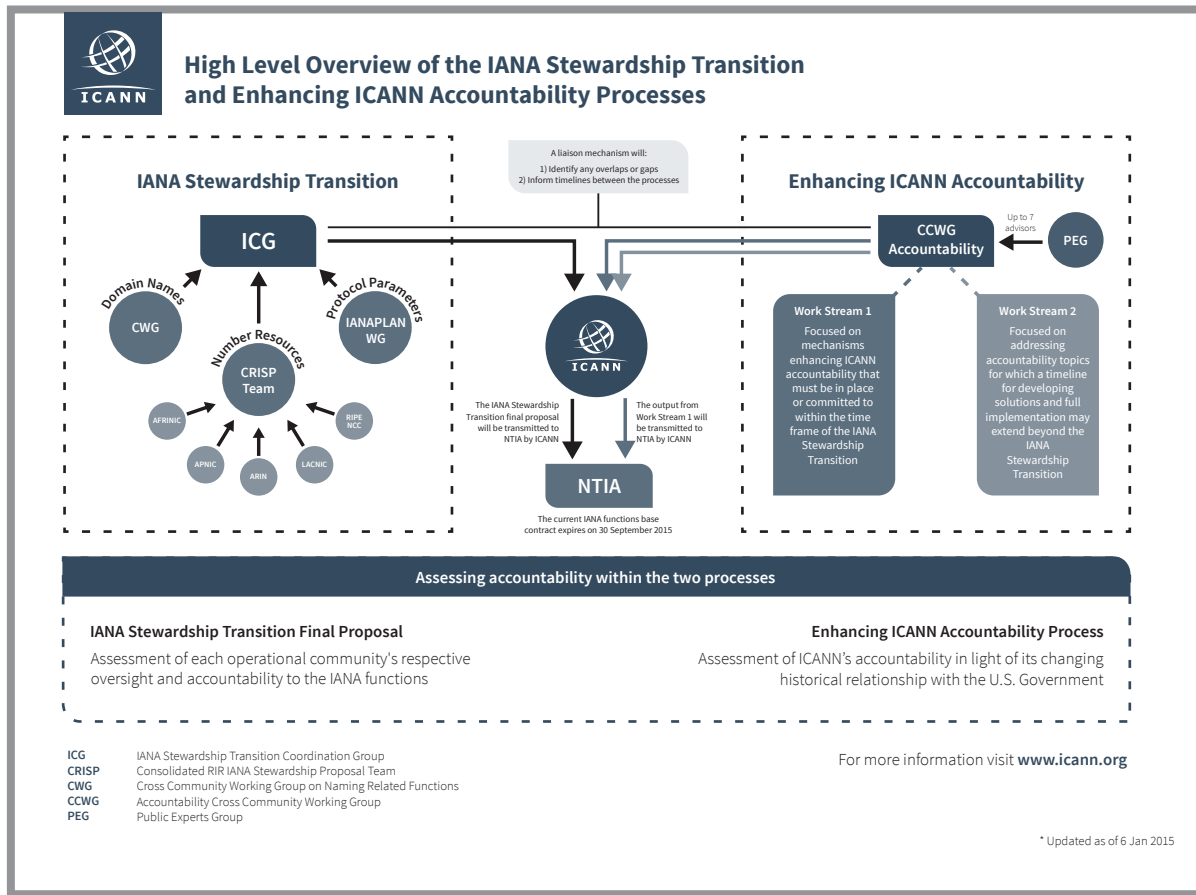 ICANN
High Level Overview of the IANA Stewardship Transition
and Enhancing ICANN Accountability Processes
A liaison mechanism will:
1) Identify any overlaps or gaps
2) Inform timelines between the processes
IANA Stewardship Transition
ICG
Domain Names
CWG
Protocol Parameters
IANAPLAN
WG
Number Resources
CRISP
Team
AFRINIC
APNIC
ARIN
LACNIC
RIPE
NCC
ICANN
The IANA Stewardship
Transition final proposal
will be transmitted to
NTIA by ICANN
The output from
Work Stream 1 will
be transmitted to
NTIA by ICANN
NTIA
The current IANA functions base
contract expires on 30 September 2015
Enhancing ICANN Accountability
CCWG
Accountability
Up to 7
advisors
PEG
Work Stream 1
Focused on
mechanisms
enhancing ICANN
accountability that
must be in place
or committed to
within the time
frame of the IANA
Stewardship
Transition
Work Stream 2
Focused on
addressing
accountability topics
for which a timeline
for developing
solutions and full
implementation may
extend beyond the
IANA
Stewardship
Transition
Assessing accountability within the two processes
IANA Stewardship Transition Final Proposal
Assessment of each operational community's respective
oversight and accountability to the IANA functions
Enhancing ICANN Accountability Process
Assessment of ICANN’s accountability in light of its changing
historical relationship with the U.S. Government
ICG IANA Stewardship Transition Coordination Group
CRISP Consolidated RIR IANA Stewardship Proposal Team
CWG Cross Community Working Group on Naming Related Functions
CCWG Accountability Cross Community Working Group
PEG Public Experts Group
For more information visit www.icann.org
* Updated as of 6 Jan 2015